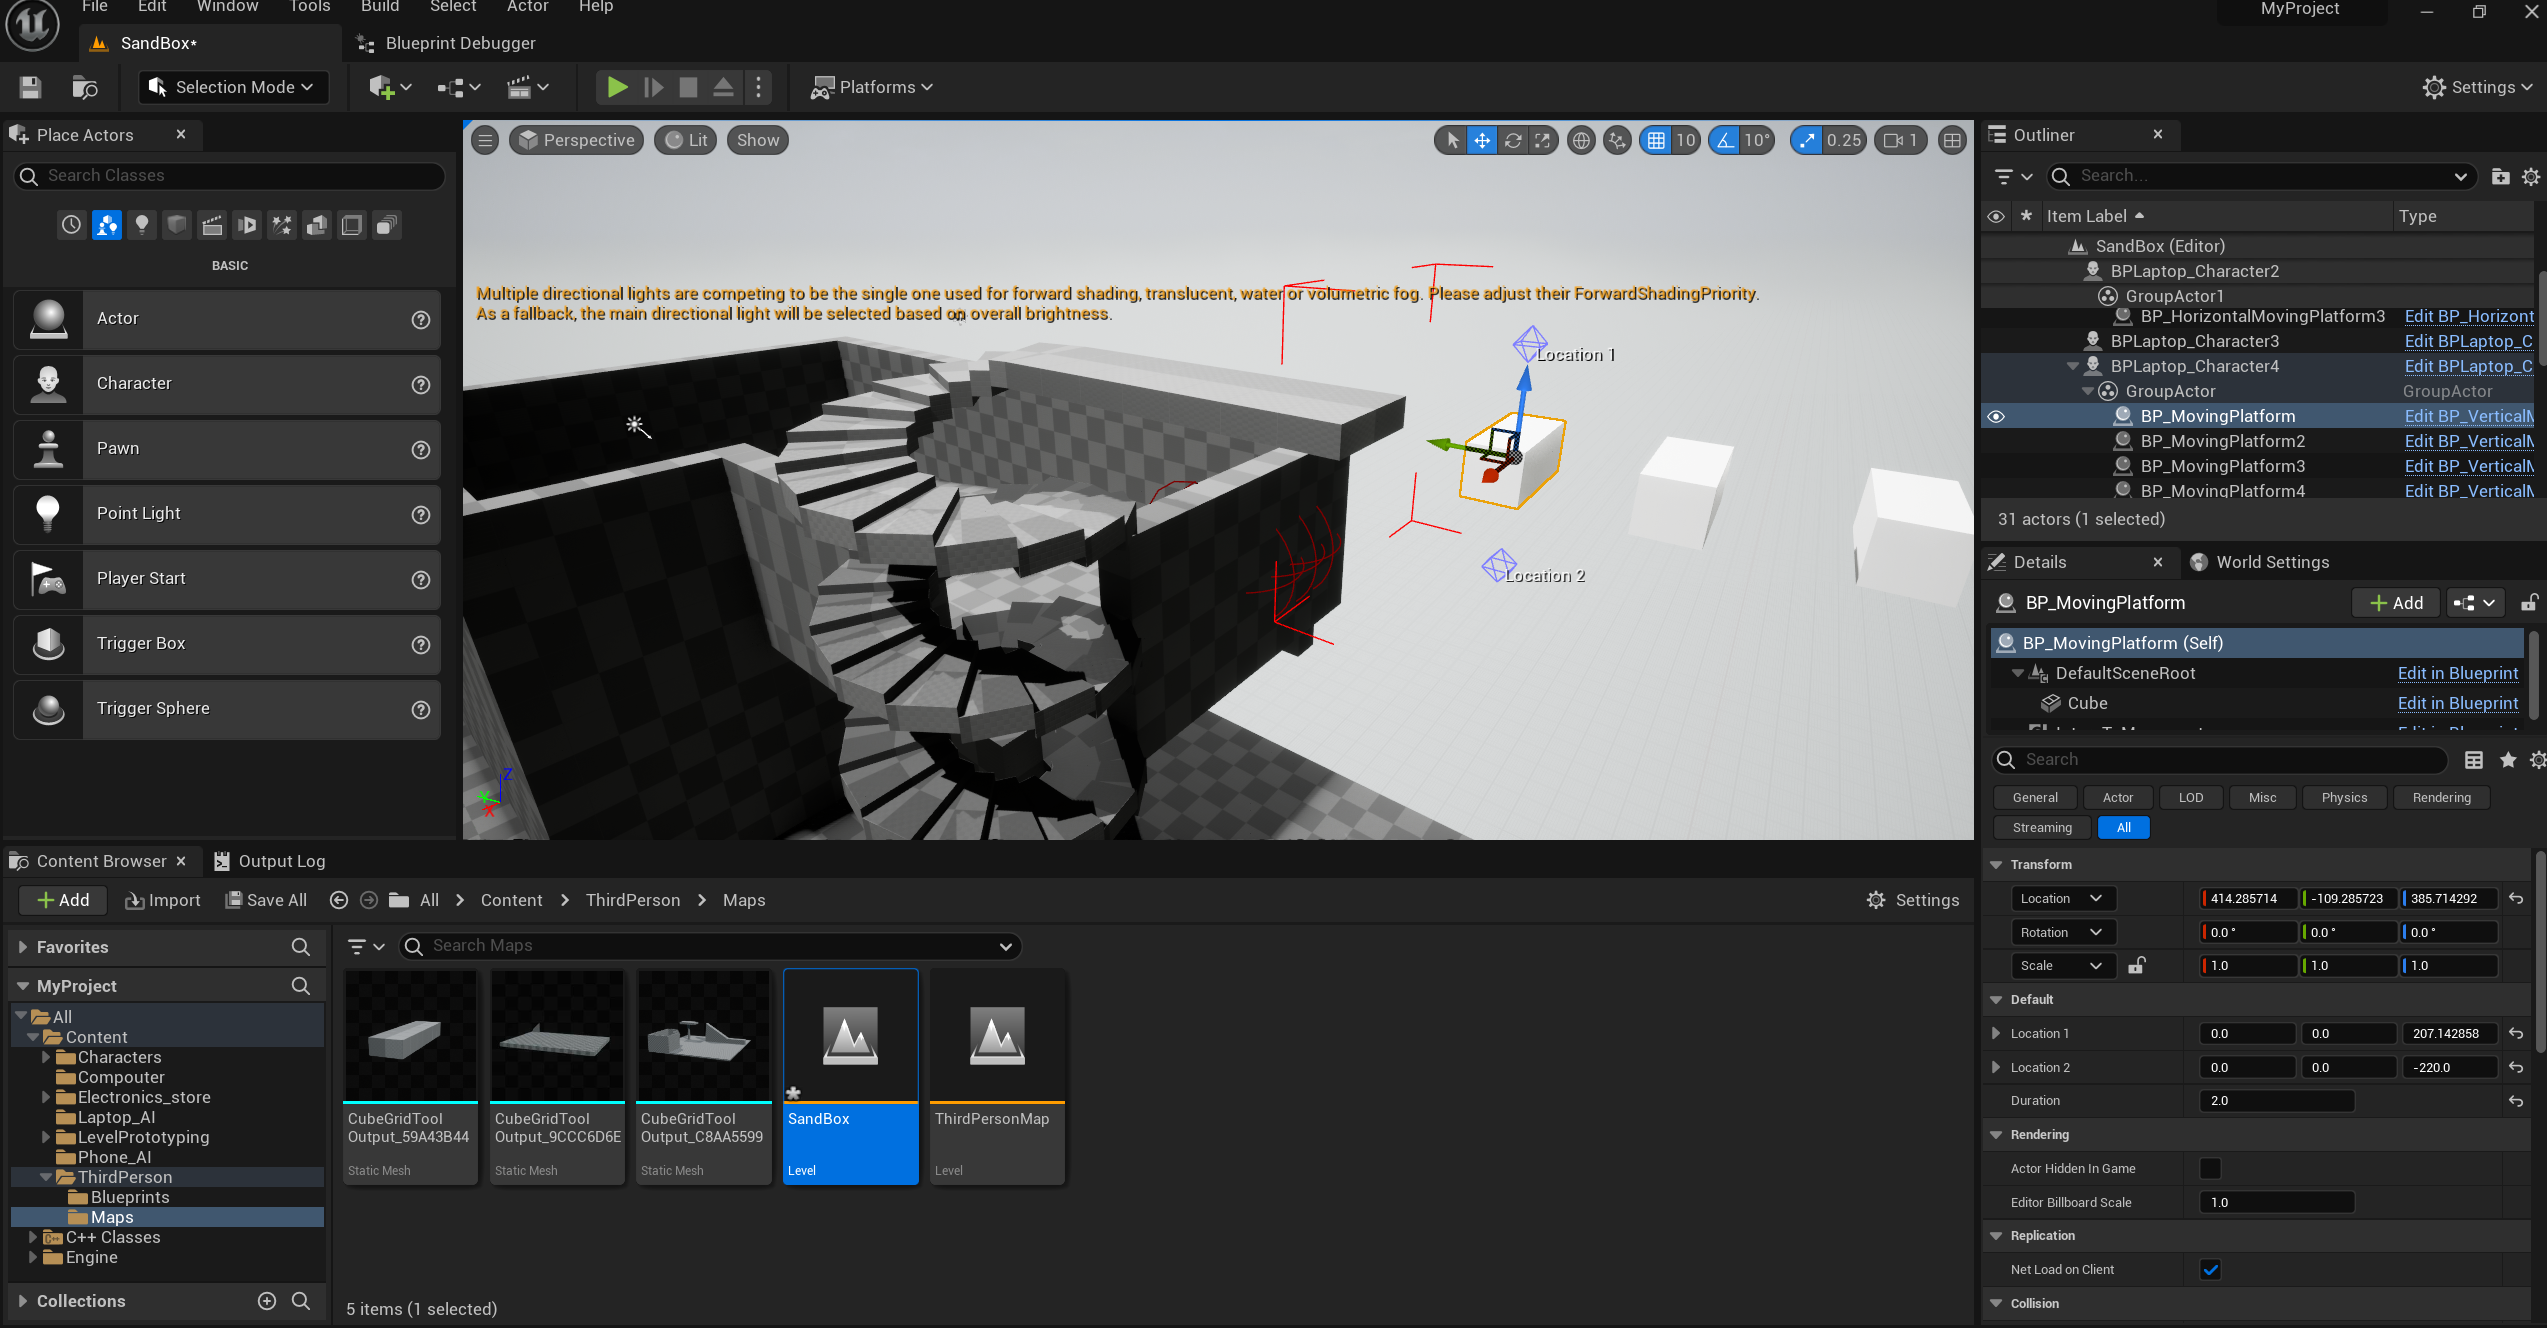 File Edit Window Tools Build Select Actor Help
MyProject
SandBox*
Blueprint Debugger
Selection Mode
Platforms
Settings
Place Actors
Search Classes
BASIC
Actor
Character
Pawn
Point Light
Player Start
Trigger Box
Trigger Sphere
Perspective
Lit
Show
10
10°
0.25
1
Multiple directional lights are competing to be the single one used for forward shading, translucent, water or volumetric fog. Please adjust their ForwardShadingPriority.
As a fallback, the main directional light will be selected based on overall brightness.
Location 1
Location 2
Z
Y
X
Outliner
Search...
Item Label
Type
SandBox (Editor)
BPLaptop_Character2
GroupActor1
BP_HorizontalMovingPlatform3 Edit BP_Horizont
BPLaptop_Character3 Edit BPLaptop_C
BPLaptop_Character4 Edit BPLaptop_C
GroupActor GroupActor
BP_MovingPlatform Edit BP_VerticalM
BP_MovingPlatform2 Edit BP_VerticalM
BP_MovingPlatform3 Edit BP_VerticalM
BP_MovingPlatform4 Edit BP_VerticalM
31 actors (1 selected)
Details
World Settings
BP_MovingPlatform
Add
BP_MovingPlatform (Self)
DefaultSceneRoot Edit in Blueprint
Cube Edit in Blueprint
Search
General Actor LOD Misc Physics Rendering
Streaming All
Transform
Location 414.285714 -109.285723 385.714292
Rotation 0.0 ° 0.0 ° 0.0 °
Scale 1.0 1.0 1.0
Default
Location 1 0.0 0.0 207.142858
Location 2 0.0 0.0 -220.0
Duration 2.0
Rendering
Actor Hidden In Game
Editor Billboard Scale 1.0
Replication
Net Load on Client
Collision
Content Browser
Output Log
Add
Import
Save All
All > Content > ThirdPerson > Maps
Settings
Favorites
MyProject
All
Content
Characters
Compouter
Electronics_store
Laptop_AI
LevelPrototyping
Phone_AI
ThirdPerson
Blueprints
Maps
C++ Classes
Engine
Collections
Search Maps
CubeGridTool
Output_59A43B44
Static Mesh
CubeGridTool
Output_9CCC6D6E
Static Mesh
CubeGridTool
Output_C8AA5599
Static Mesh
SandBox
Level
ThirdPersonMap
Level
5 items (1 selected)